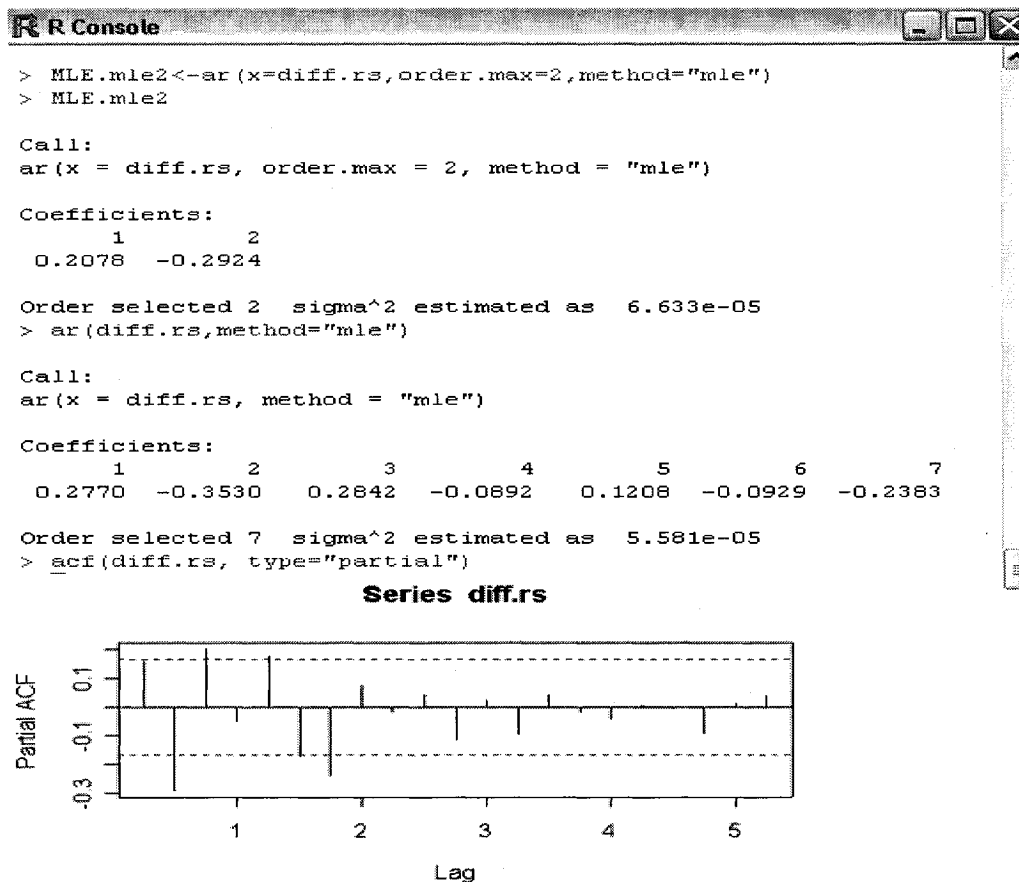 R R Console
> MLE.mle2<-ar(x=diff.rs,order.max=2,method="mle")
> MLE.mle2
Call:
ar(x = diff.rs, order.max = 2, method = "mle")
Coefficients:
1 2
0.2078 -0.2924
Order selected 2 sigma^2 estimated as 6.633e-05
> ar(diff.rs,method="mle")
Call:
ar(x = diff.rs, method = "mle")
Coefficients:
1 2 3 4 5 6 7
0.2770 -0.3530 0.2842 -0.0892 0.1208 -0.0929 -0.2383
Order selected 7 sigma^2 estimated as 5.581e-05
> acf(diff.rs, type="partial")
Series diff.rs
Partial ACF
0.1
-0.1
-0.3
1 2 3 4 5
Lag